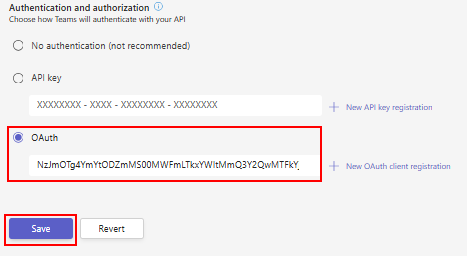 Authentication and authorization
Choose how Teams will authenticate with your API
No authentication (not recommended)
API key
XXXXXXXX - XXXX - XXXXXXXX - XXXXXXXX
+ New API key registration
OAuth
NzJmOTg4YmYtODZmMS00MWFmLTkxYWItMmQ3Y2QwMTFkY
+ New OAuth client registration
Save
Revert